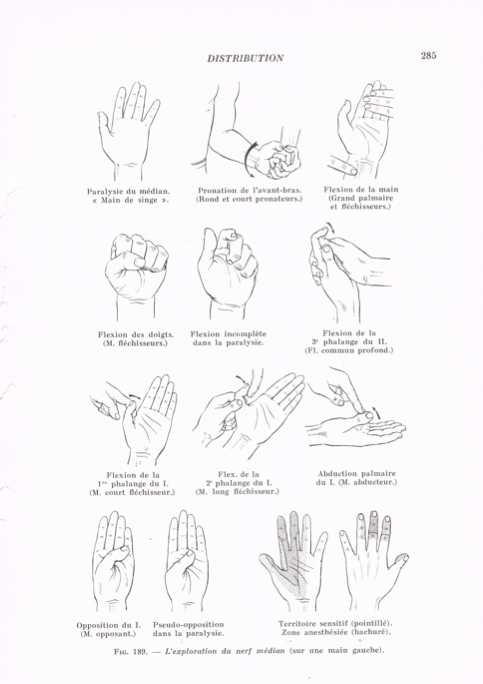 DISTRIBUTION
285
Paralysie du médian.
« Main de singe ».
Pronation de l'avant-bras.
(Rond et court pronateurs.)
Flexion de la main
(Grand palmaire
et fléchisseurs.)
Flexion des doigts.
(M. fléchisseurs.)
Flexion incomplète
dans la paralysie.
Flexion de la
3e phalange du II.
(Fl. commun profond.)
Flexion de la
1re phalange du I.
(M. court fléchisseur.)
Flex. de la
2e phalange du I.
(M. long fléchisseur.)
Abduction palmaire
du I. (M. abducteur.)
Opposition du I.
(M. opposant.)
Pseudo-opposition
dans la paralysie.
Territoire sensitif (pointillé).
Zone anesthésiée (hachuré).
FIG. 189. — L'exploration du nerf médian (sur une main gauche).